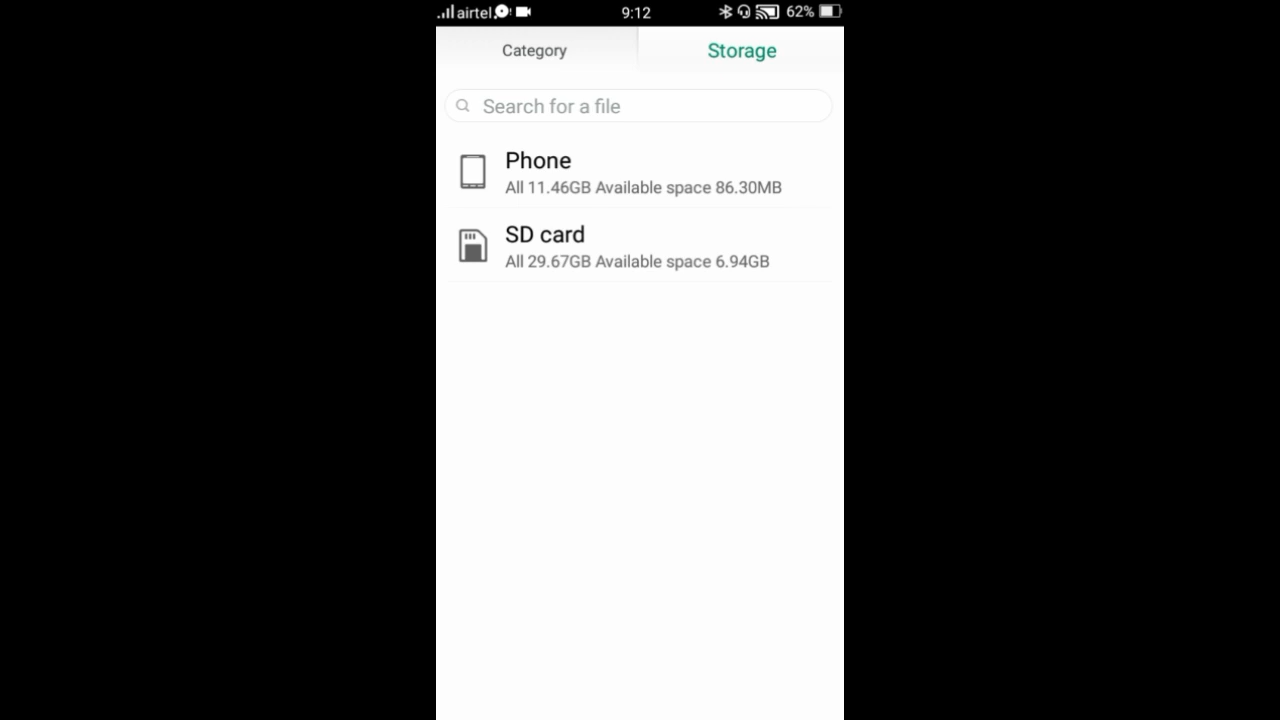 airtel 9:12 62%
Category Storage
Search for a file
Phone
All 11.46GB Available space 86.30MB
SD card
All 29.67GB Available space 6.94GB